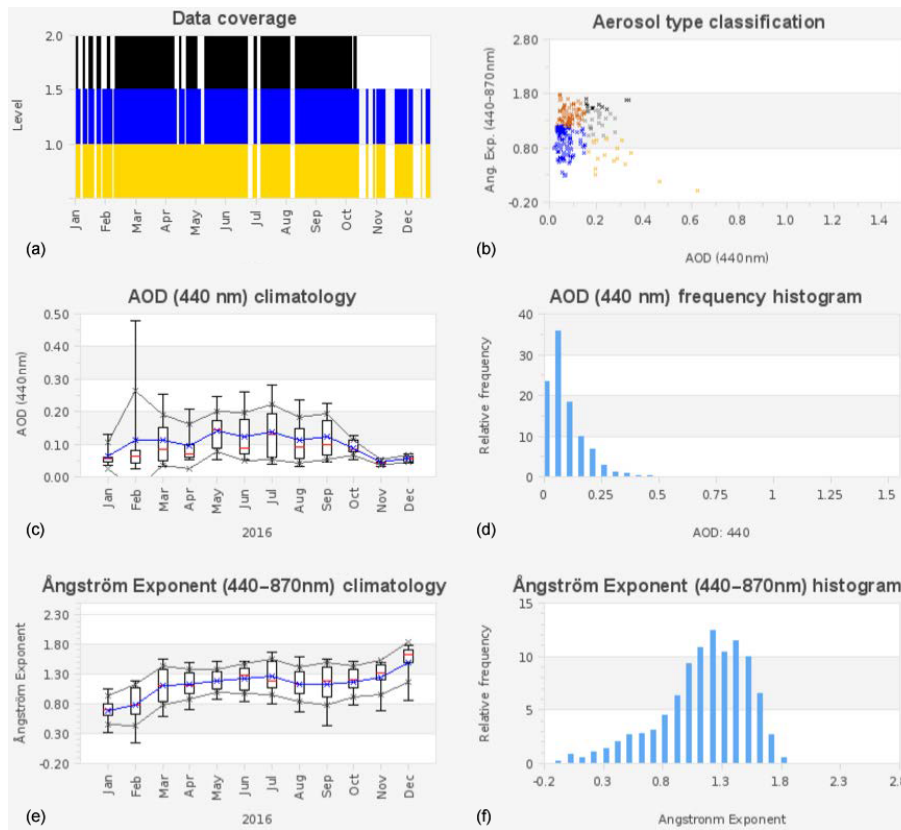 Data coverage
2.0
1.5
1.0
Level
Jan Feb Mar Apr May Jun Jul Aug Sep Oct Nov Dec
(a)
Aerosol type classification
2.80
1.80
0.80
-0.20
Ang. Exp. (440-870nm)
0.0 0.2 0.4 0.6 0.8 1.0 1.2 1.4
AOD (440nm)
(b)
AOD (440 nm) climatology
0.50
0.40
0.30
0.20
0.10
0.00
AOD (440nm)
Jan Feb Mar Apr May Jun Jul Aug Sep Oct Nov Dec
2016
(c)
AOD (440 nm) frequency histogram
40
30
20
10
0
Relative frequency
0 0.25 0.5 0.75 1 1.25 1.5
AOD: 440
(d)
Ångström Exponent (440-870nm) climatology
2.30
1.80
1.30
0.80
0.30
-0.20
Ångström Exponent
Jan Feb Mar Apr May Jun Jul Aug Sep Oct Nov Dec
2016
(e)
Ångström Exponent (440-870nm) histogram
15
10
5
0
Relative frequency
-0.2 0.3 0.8 1.3 1.8 2.3 2.8
Angstronm Exponent
(f)